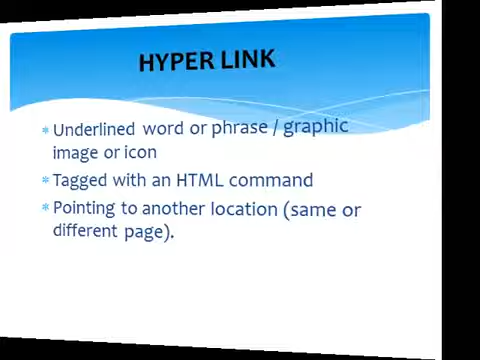 HYPER LINK
* Underlined word or phrase / graphic
image or icon
* Tagged with an HTML command
* Pointing to another location (same or
different page).